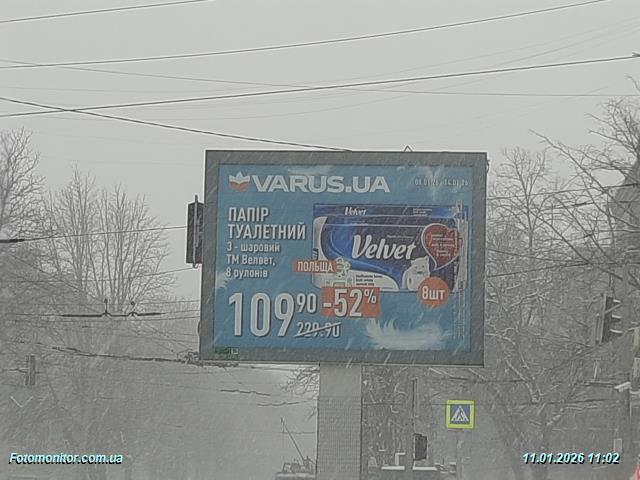 VARUS.UA
ПАПІР
ТУАЛЕТНИЙ
3 - шаровий
ТМ Велвет,
8 рулонів
Velvet
Velvet
ПОЛЬЩА
8шт
109 90
-52%
229.90
Fotomonitor.com.ua
11.01.2026 11:02